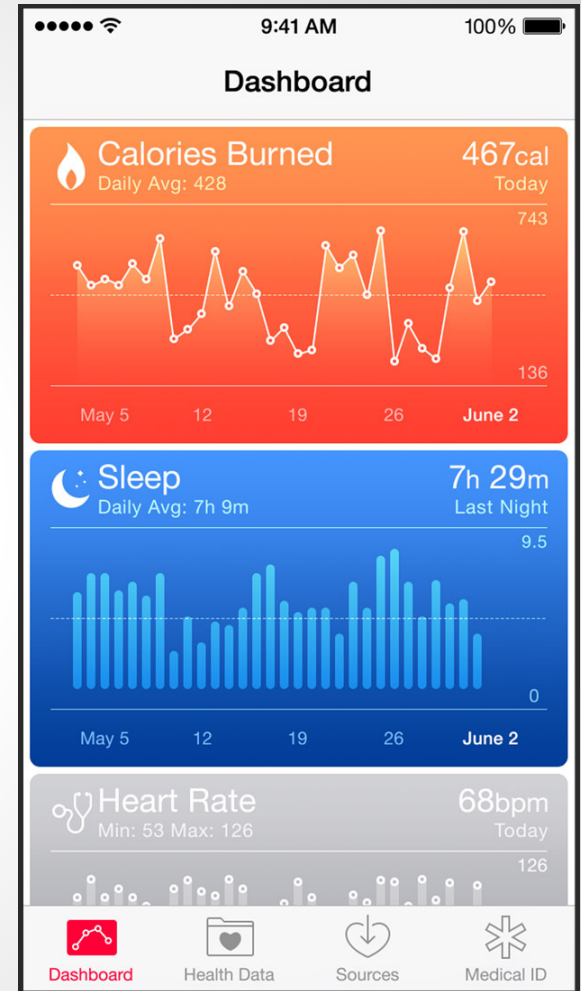 9:41 AM 100%
Dashboard
Calories Burned 467cal
Daily Avg: 428 Today
743
136
May 5 12 19 26 June 2
Sleep 7h 29m
Daily Avg: 7h 9m Last Night
9.5
0
May 5 12 19 26 June 2
Heart Rate 68bpm
Min: 53 Max: 126 Today
126
Dashboard Health Data Sources Medical ID